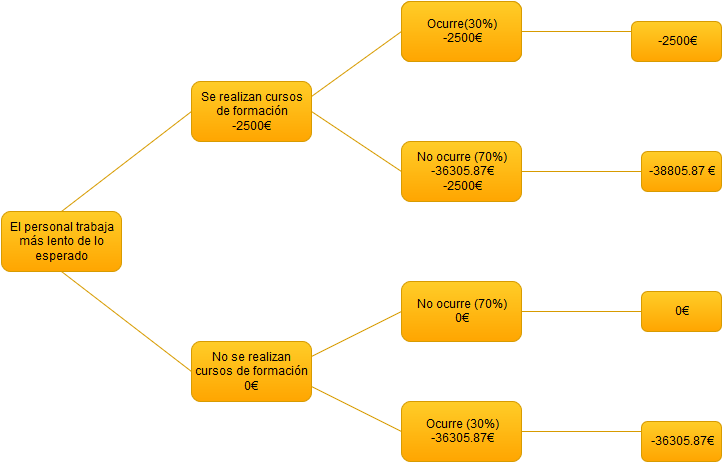 Ocurre(30%)
-2500€
-2500€
Se realizan cursos
de formación
-2500€
No ocurre (70%)
-36305.87€
-2500€
-38805.87 €
El personal trabaja
más lento de lo
esperado
No ocurre (70%)
0€
0€
No se realizan
cursos de formación
0€
Ocurre (30%)
-36305.87€
-36305.87€